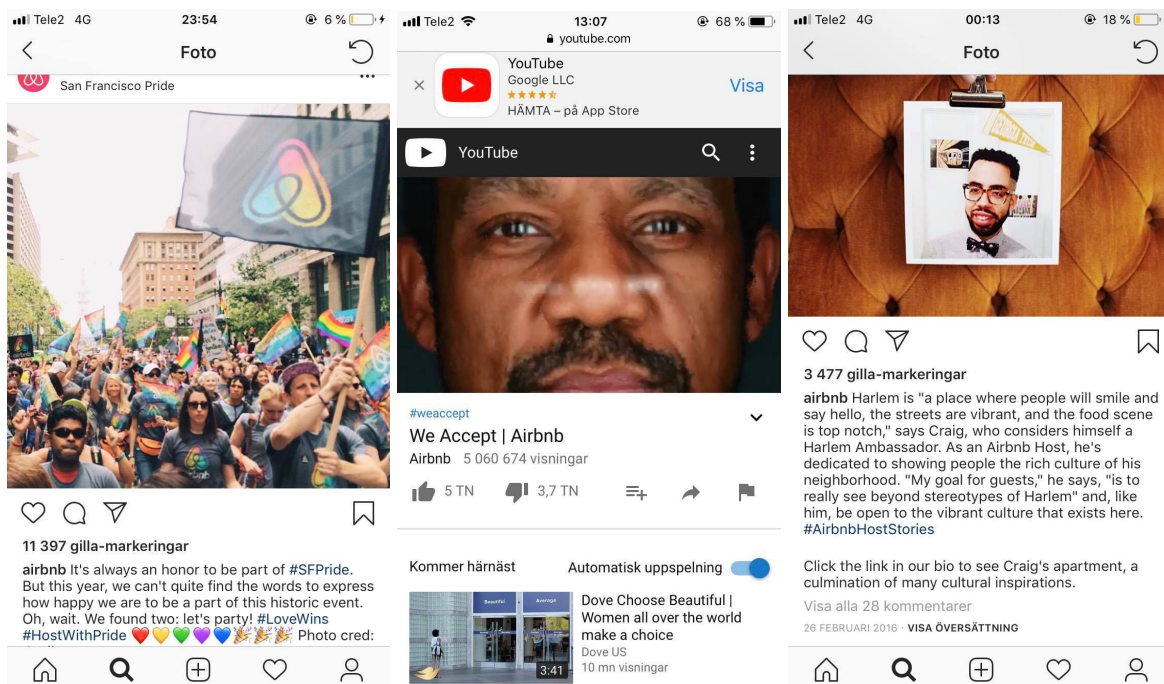 Tele2 4G 23:54 6 %
Foto
San Francisco Pride
airbnb
11 397 gilla-markeringar
airbnb It's always an honor to be part of #SFPride.
But this year, we can't quite find the words to express
how happy we are to be a part of this historic event.
Oh, wait. We found two: let's party! #LoveWins
#HostWithPride ❤️💛💚💜💙🎉🎉🎉 Photo cred:
Tele2 13:07 68 %
youtube.com
YouTube
Google LLC
HÄMTA – på App Store
Visa
YouTube
#weaccept
We Accept | Airbnb
Airbnb 5 060 674 visningar
5 TN 3,7 TN
Kommer härnäst Automatisk uppspelning
Beautiful Average
3:41
Dove Choose Beautiful |
Women all over the world
make a choice
Dove US
10 mn visningar
Tele2 4G 00:13 18 %
Foto
3 477 gilla-markeringar
airbnb Harlem is "a place where people will smile and
say hello, the streets are vibrant, and the food scene
is top notch," says Craig, who considers himself a
Harlem Ambassador. As an Airbnb Host, he's
dedicated to showing people the rich culture of his
neighborhood. "My goal for guests," he says, "is to
really see beyond stereotypes of Harlem" and, like
him, be open to the vibrant culture that exists here.
#AirbnbHostStories
Click the link in our bio to see Craig's apartment, a
culmination of many cultural inspirations.
Visa alla 28 kommentarer
26 FEBRUARI 2016 · VISA ÖVERSÄTTNING